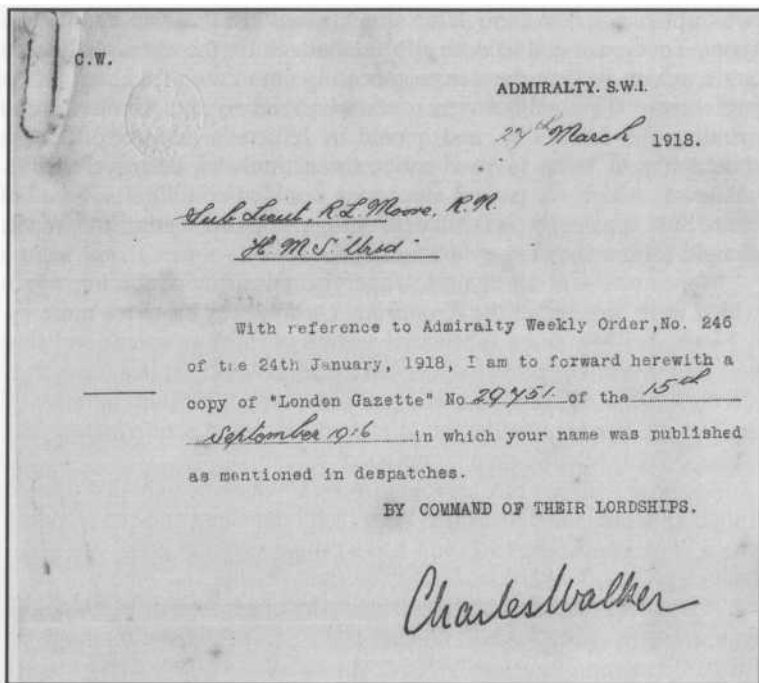 C.W.
ADMIRALTY. S.W.1.
27th March 1918.
Sub Lieut, R L. Moore, R.N.
H.M.S. "Ursa"
With reference to Admiralty Weekly Order,No. 246
of the 24th January, 1918, I am to forward herewith a
copy of "London Gazette" No 29751. of the 15th
September 1916 in which your name was published
as mentioned in despatches.
BY COMMAND OF THEIR LORDSHIPS.
Charles Walker